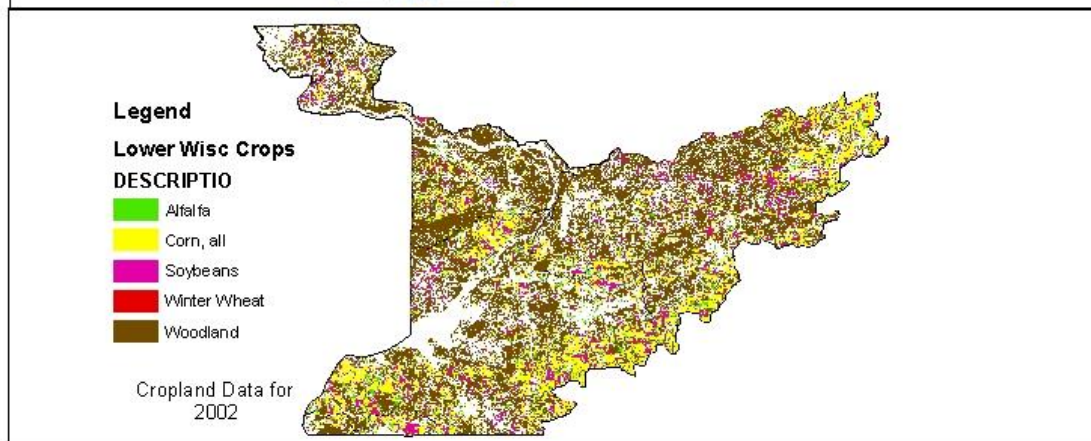 Legend
Lower Wisc Crops
DESCRIPTIO
Alfalfa
Corn, all
Soybeans
Winter Wheat
Woodland
Cropland Data for
2002